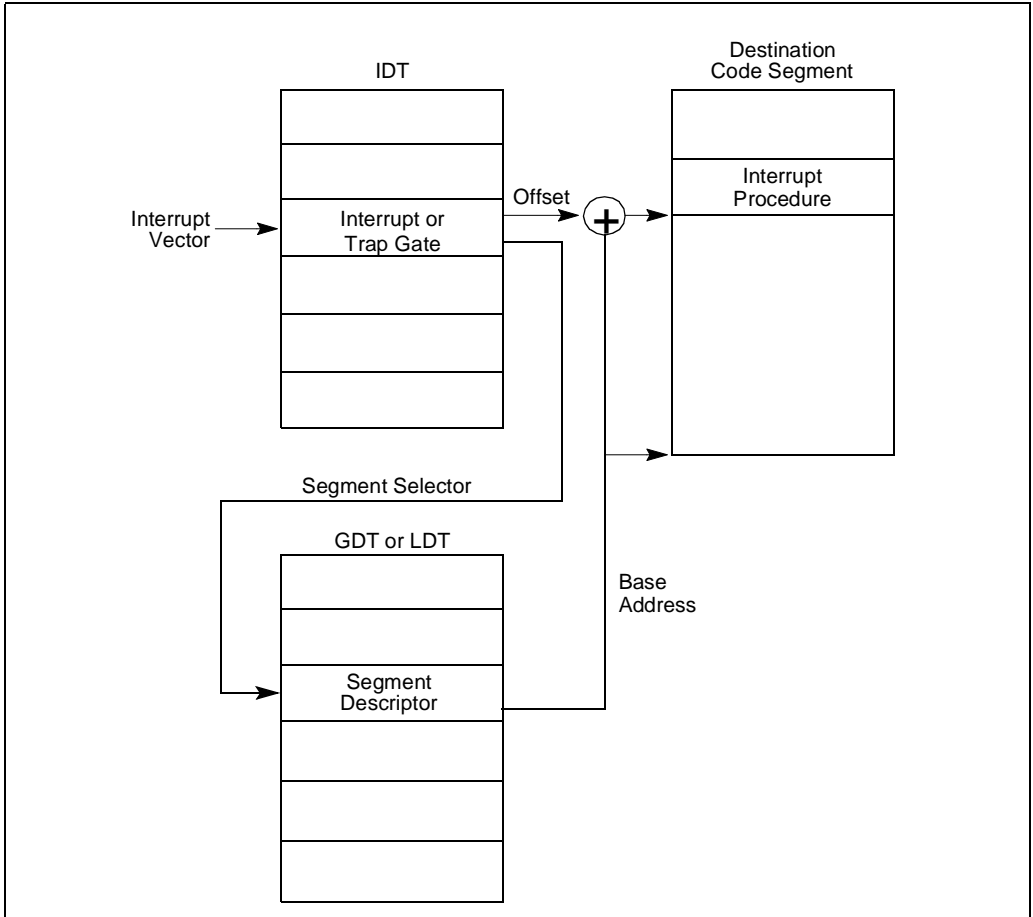 IDT
Destination
Code Segment
Interrupt
Vector
Interrupt or
Trap Gate
Offset
+
Interrupt
Procedure
Segment Selector
GDT or LDT
Segment
Descriptor
Base
Address